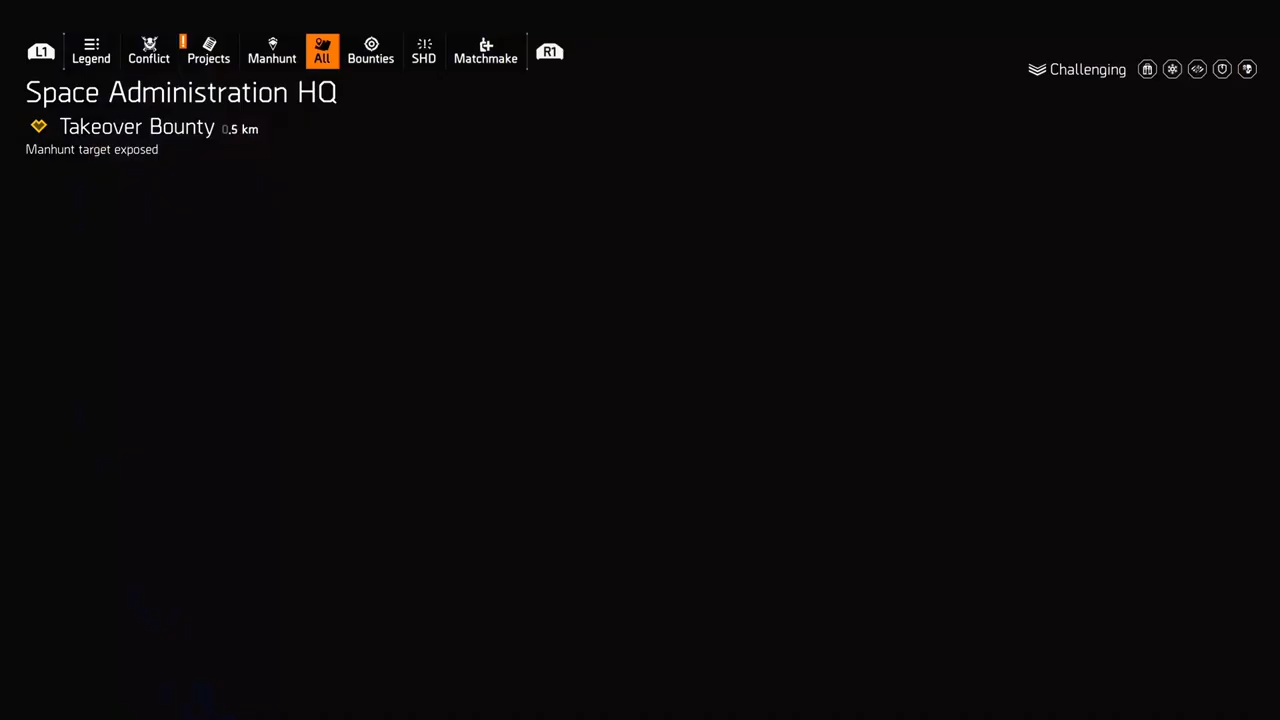 L1 Legend Conflict Projects Manhunt All Bounties SHD Matchmake R1
Challenging
Space Administration HQ
Takeover Bounty 0.5 km
Manhunt target exposed